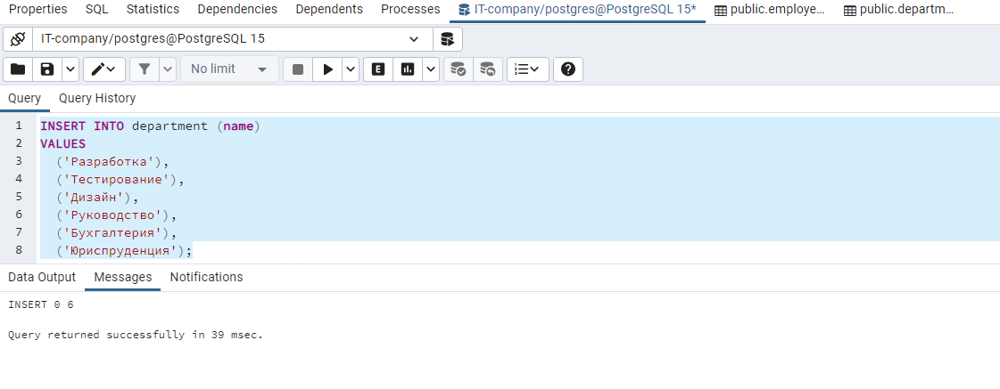 Properties SQL Statistics Dependencies Dependents Processes IT-company/postgres@PostgreSQL 15* public.employe... public.departm...
IT-company/postgres@PostgreSQL 15
No limit
Query Query History
1 INSERT INTO department (name)
2 VALUES
3 ('Разработка'),
4 ('Тестирование'),
5 ('Дизайн'),
6 ('Руководство'),
7 ('Бухгалтерия'),
8 ('Юриспруденция');
Data Output Messages Notifications
INSERT 0 6
Query returned successfully in 39 msec.